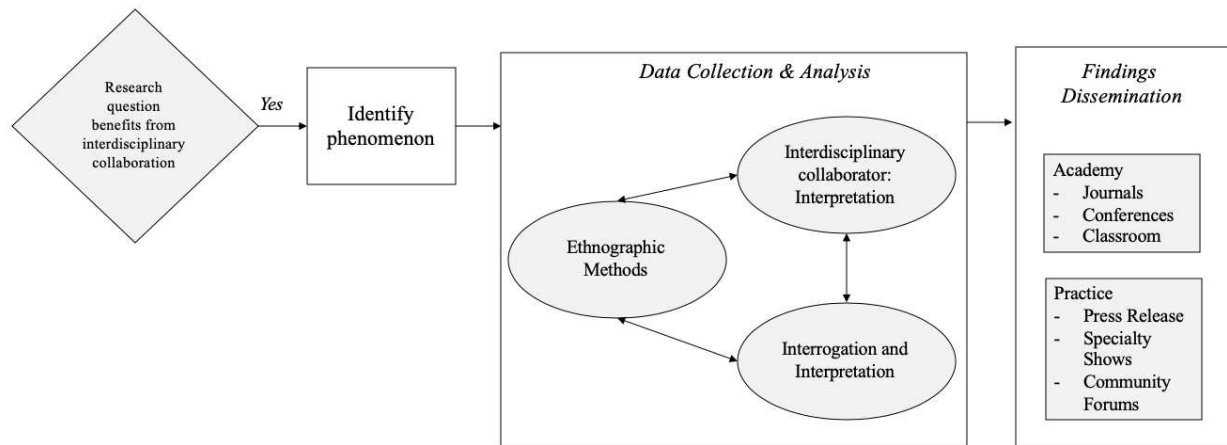 Research
question
benefits from
interdisciplinary
collaboration
Yes
Identify
phenomenon
Data Collection & Analysis
Interdisciplinary
collaborator:
Interpretation
Ethnographic
Methods
Interrogation and
Interpretation
Findings
Dissemination
Academy
- Journals
- Conferences
- Classroom
Practice
- Press Release
- Specialty
Shows
- Community
Forums